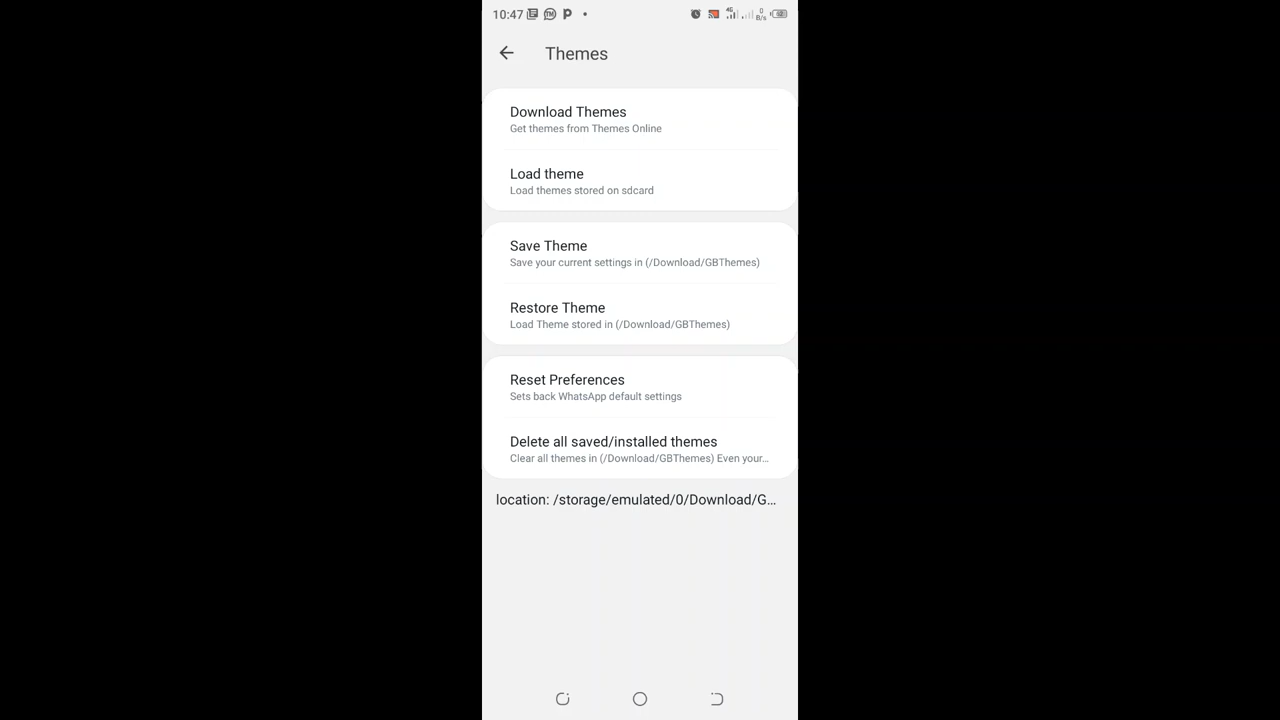 10:47
Themes
Download Themes
Get themes from Themes Online
Load theme
Load themes stored on sdcard
Save Theme
Save your current settings in (/Download/GBThemes)
Restore Theme
Load Theme stored in (/Download/GBThemes)
Reset Preferences
Sets back WhatsApp default settings
Delete all saved/installed themes
Clear all themes in (/Download/GBThemes) Even your...
location: /storage/emulated/0/Download/G...